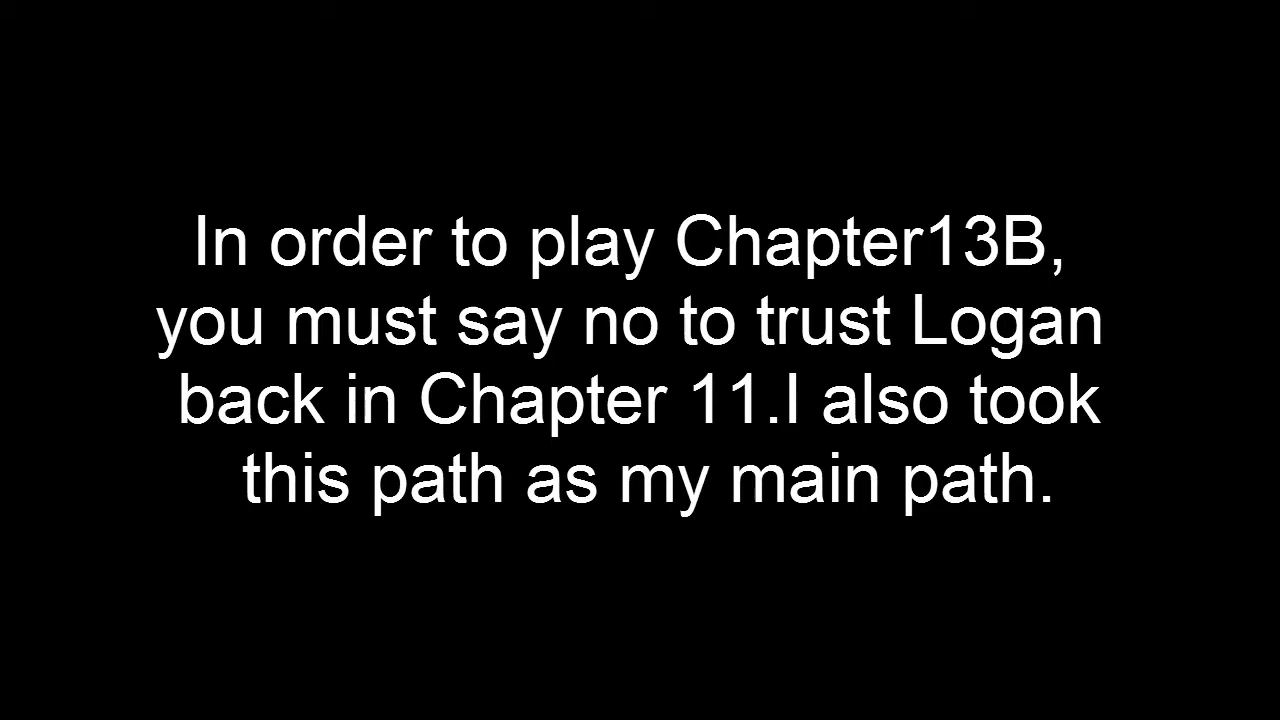 In order to play Chapter13B,
you must say no to trust Logan
back in Chapter 11.I also took
this path as my main path.